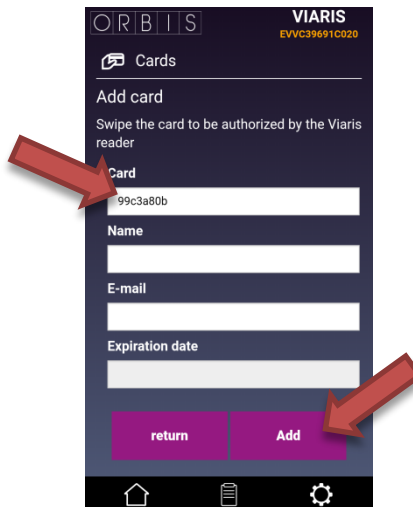 ORBIS
VIARIS
EVVC39691C020
Cards
Add card
Swipe the card to be authorized by the Viaris
reader
Card
99c3a80b
Name
E-mail
Expiration date
return
Add